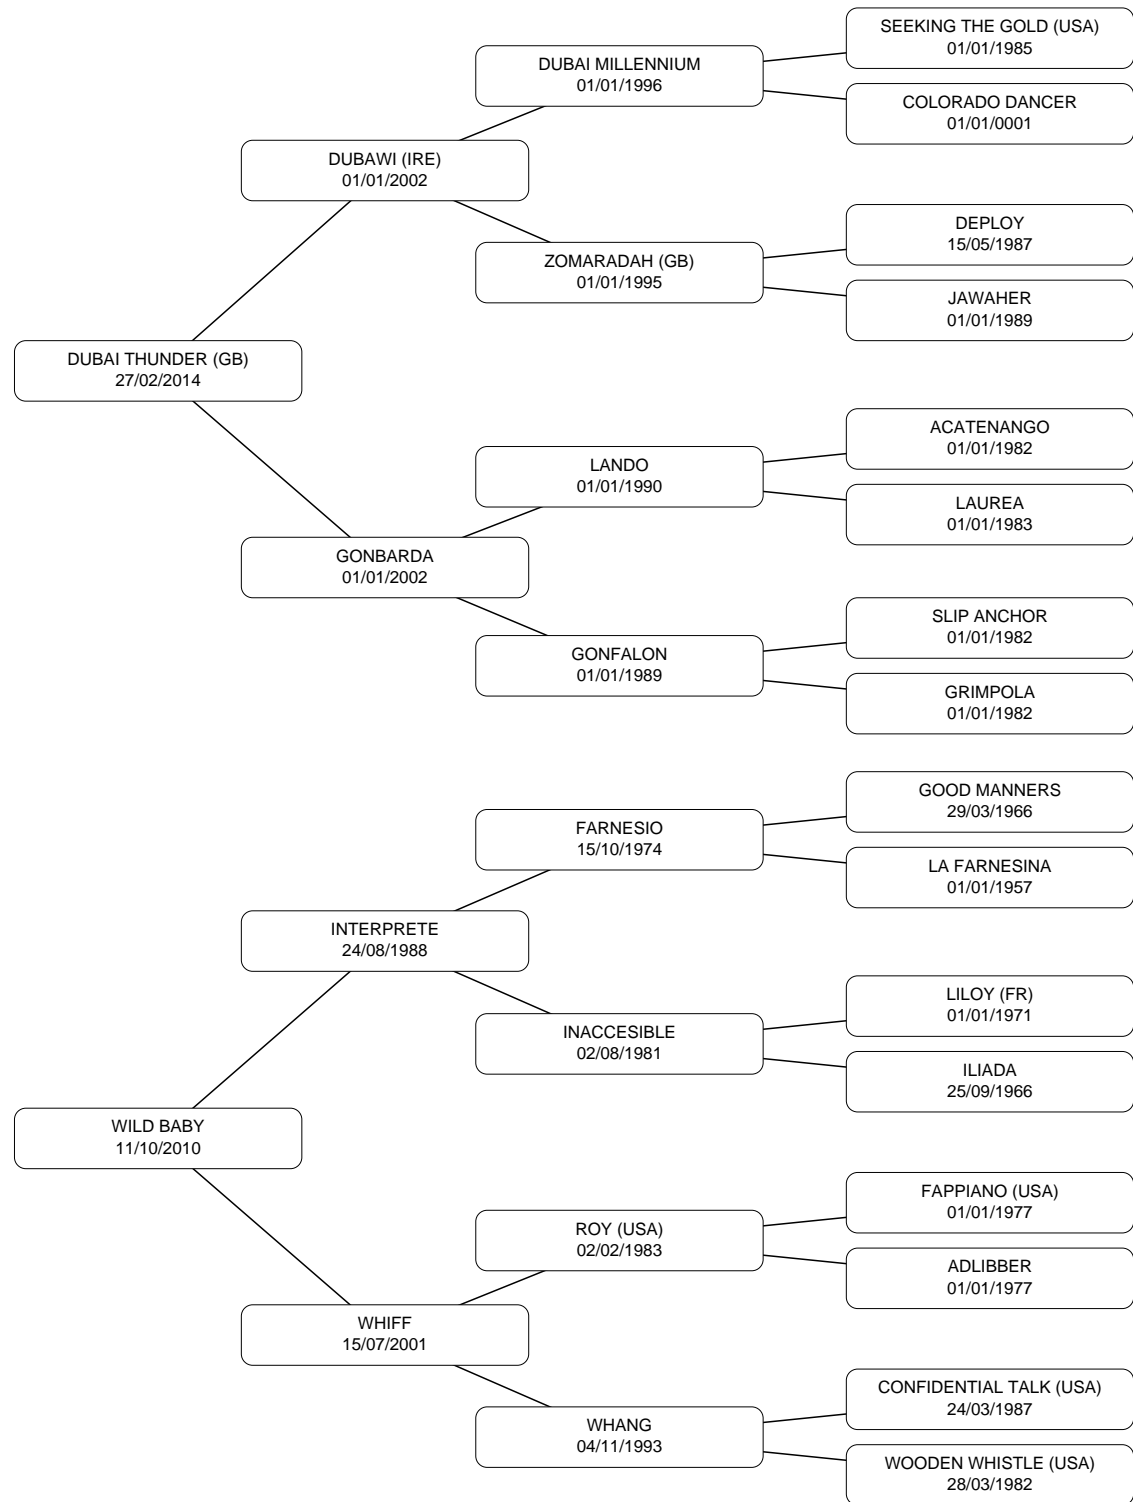 SEEKING THE GOLD (USA)
01/01/1985
DUBAI MILLENNIUM
01/01/1996
COLORADO DANCER
01/01/0001
DUBAWI (IRE)
01/01/2002
DEPLOY
15/05/1987
ZOMARADAH (GB)
01/01/1995
JAWAHER
01/01/1989
DUBAI THUNDER (GB)
27/02/2014
ACATENANGO
01/01/1982
LANDO
01/01/1990
LAUREA
01/01/1983
GONBARDA
01/01/2002
SLIP ANCHOR
01/01/1982
GONFALON
01/01/1989
GRIMPOLA
01/01/1982
GOOD MANNERS
29/03/1966
FARNESIO
15/10/1974
LA FARNESINA
01/01/1957
INTERPRETE
24/08/1988
LILOY (FR)
01/01/1971
INACCESIBLE
02/08/1981
ILIADA
25/09/1966
WILD BABY
11/10/2010
FAPPIANO (USA)
01/01/1977
ROY (USA)
02/02/1983
ADLIBBER
01/01/1977
WHIFF
15/07/2001
CONFIDENTIAL TALK (USA)
24/03/1987
WHANG
04/11/1993
WOODEN WHISTLE (USA)
28/03/1982